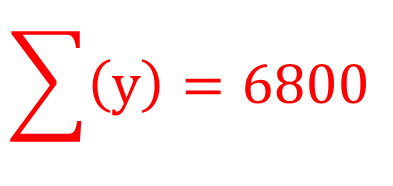 ∑(y) = 6800